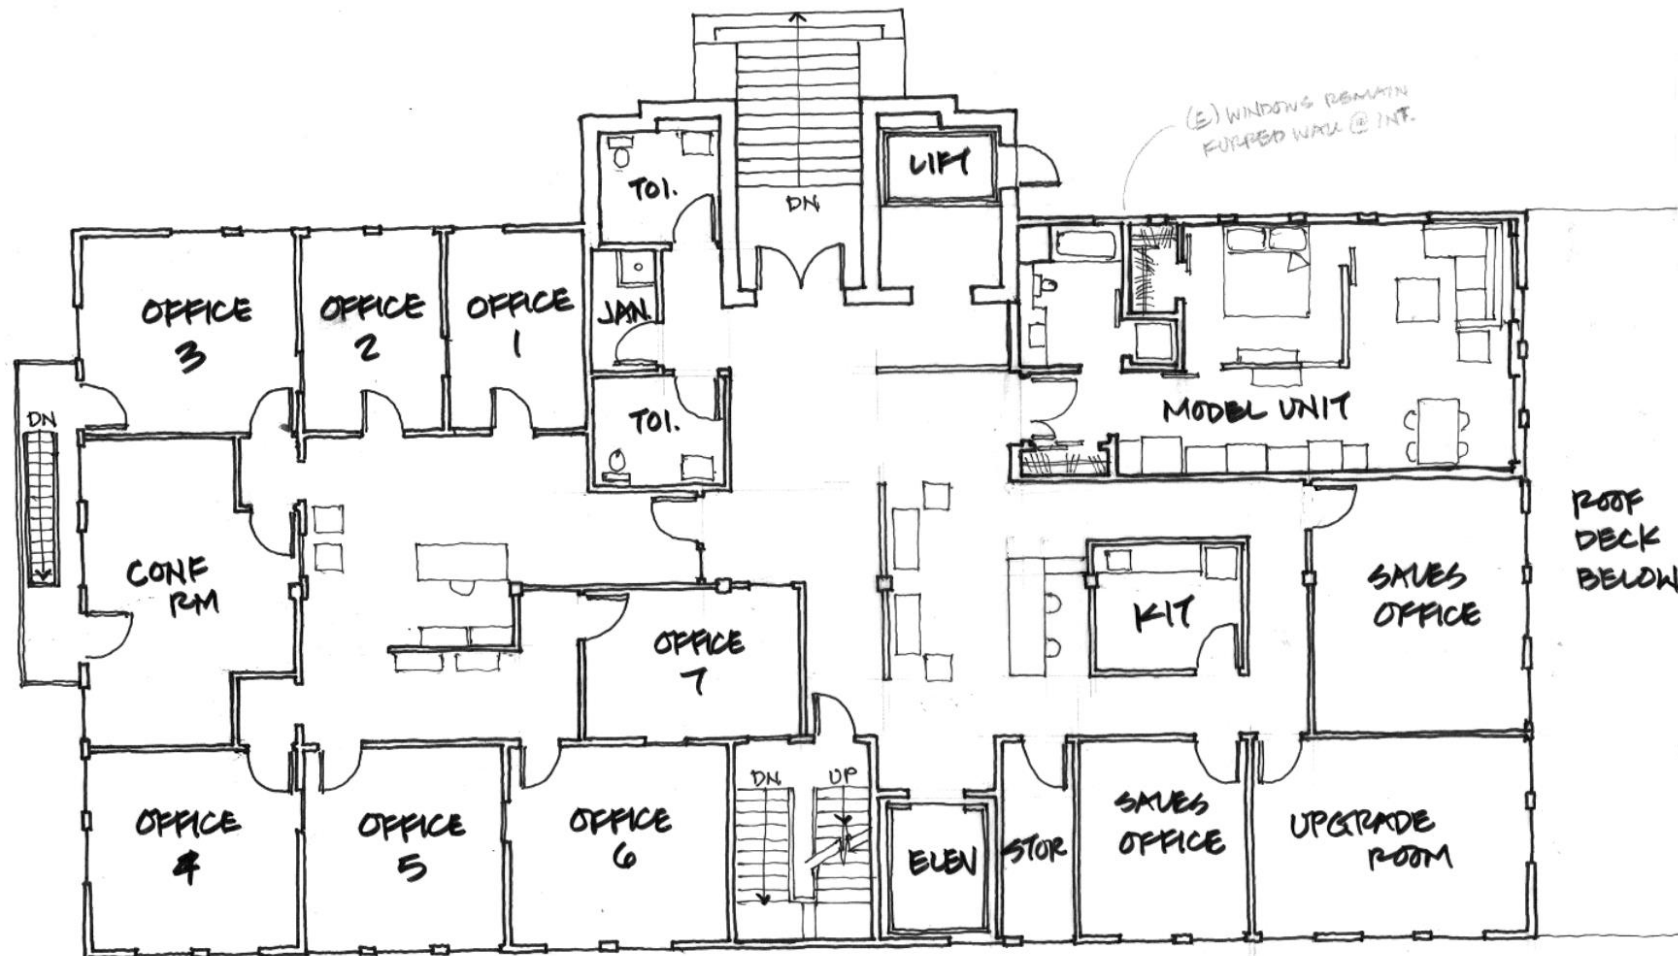 (E) WINDOWS REMAIN
FURRED WALL @ INT.
LIFT
TOI.
DN
OFFICE
3
OFFICE
2
OFFICE
1
JAN.
TOI.
MODEL UNIT
DN
CONF
RM
OFFICE
7
KIT
SALES
OFFICE
ROOF
DECK
BELOW
OFFICE
4
OFFICE
5
OFFICE
6
DN
UP
ELEV
STOR
SALES
OFFICE
UPGRADE
ROOM